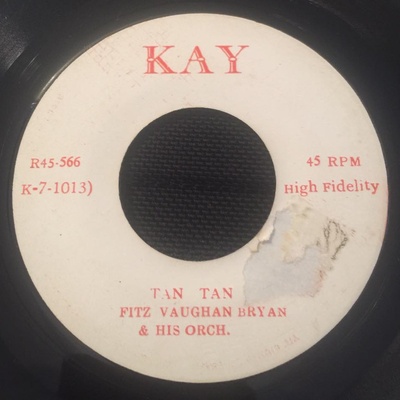 KAY
R45-566
45 RPM
K-7-1013)
High Fidelity
TAN TAN
FITZ VAUGHAN BRYAN
& HIS ORCH.